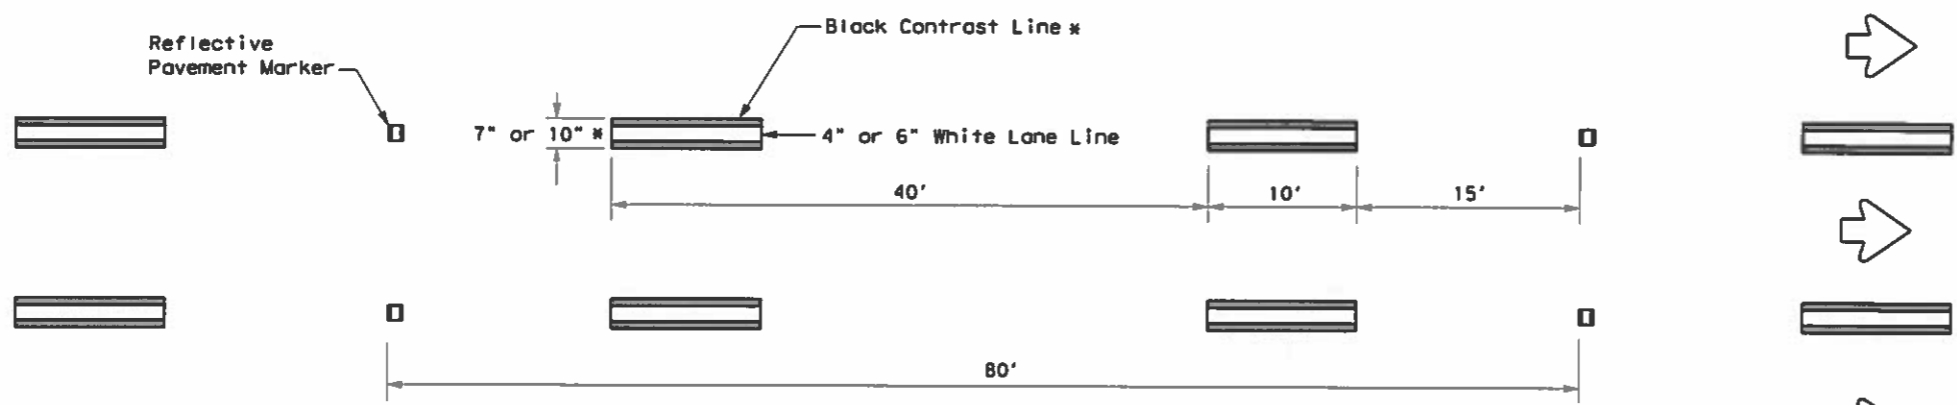 Black Contrast Line *
Reflective
Pavement Marker
7" or 10" *
4" or 6" White Lane Line
40'
10'
15'
80'